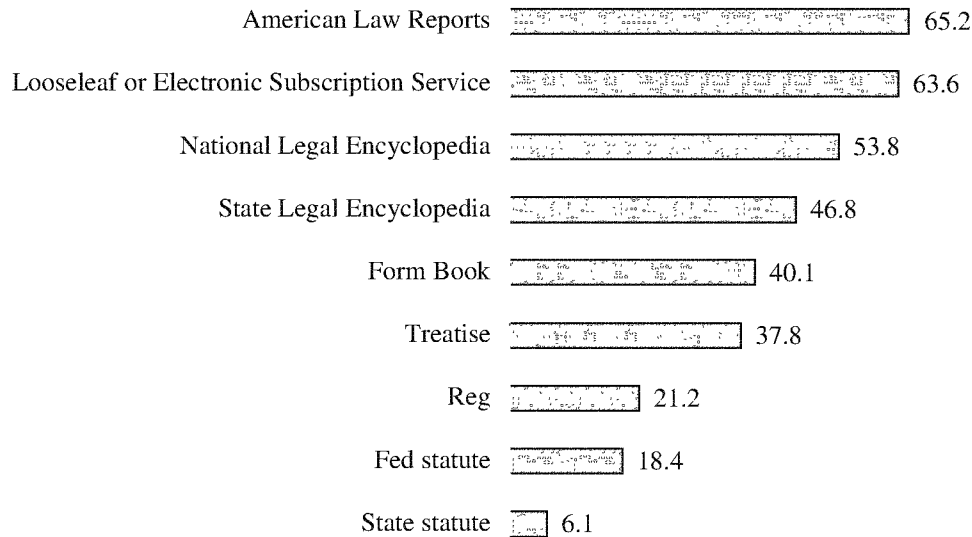 American Law Reports 65.2
Looseleaf or Electronic Subscription Service 63.6
National Legal Encyclopedia 53.8
State Legal Encyclopedia 46.8
Form Book 40.1
Treatise 37.8
Reg 21.2
Fed statute 18.4
State statute 6.1